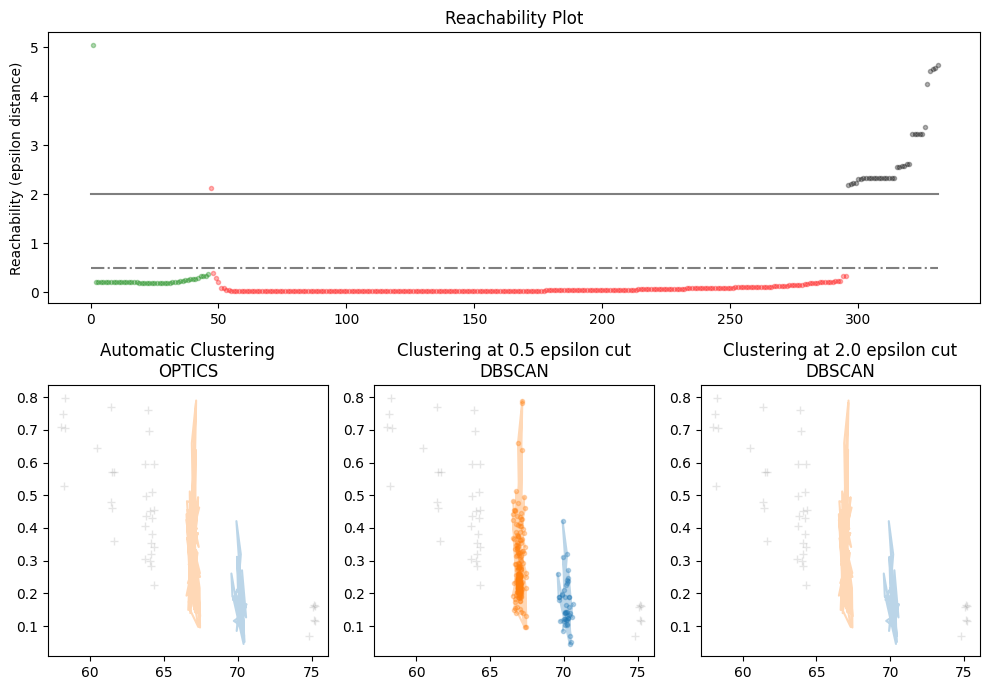 Reachability Plot
Reachability (epsilon distance)
5
4
3
2
1
0
0 50 100 150 200 250 300
Automatic Clustering
OPTICS
Clustering at 0.5 epsilon cut
DBSCAN
Clustering at 2.0 epsilon cut
DBSCAN
0.8
0.7
0.6
0.5
0.4
0.3
0.2
0.1
60 65 70 75
0.8
0.7
0.6
0.5
0.4
0.3
0.2
0.1
60 65 70 75
0.8
0.7
0.6
0.5
0.4
0.3
0.2
0.1
60 65 70 75